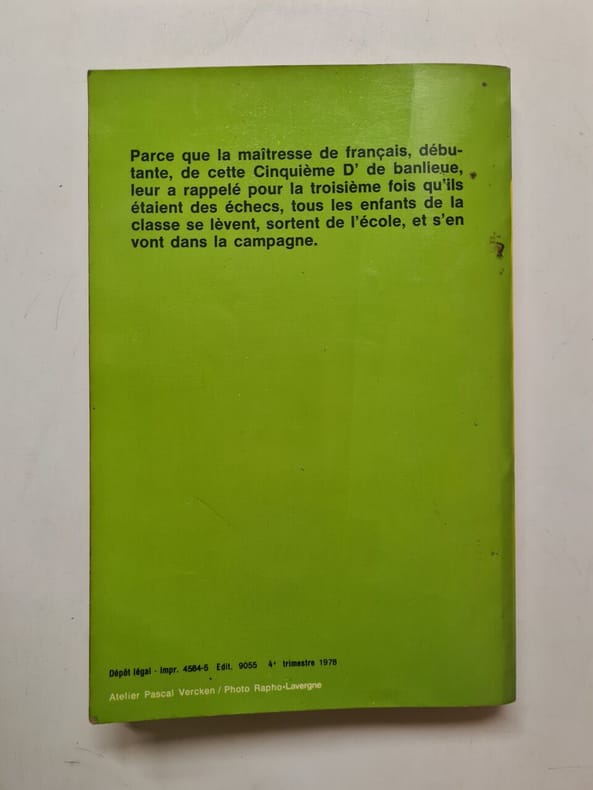 Parce que la maîtresse de français, débu-
tante, de cette Cinquième D' de banlieue,
leur a rappelé pour la troisième fois qu'ils
étaient des échecs, tous les enfants de la
classe se lèvent, sortent de l'école, et s'en
vont dans la campagne.
Dépôt légal - Impr. 4584-5 Edit. 9055 4e trimestre 1978
Atelier Pascal Vercken / Photo Rapho-Lavergne